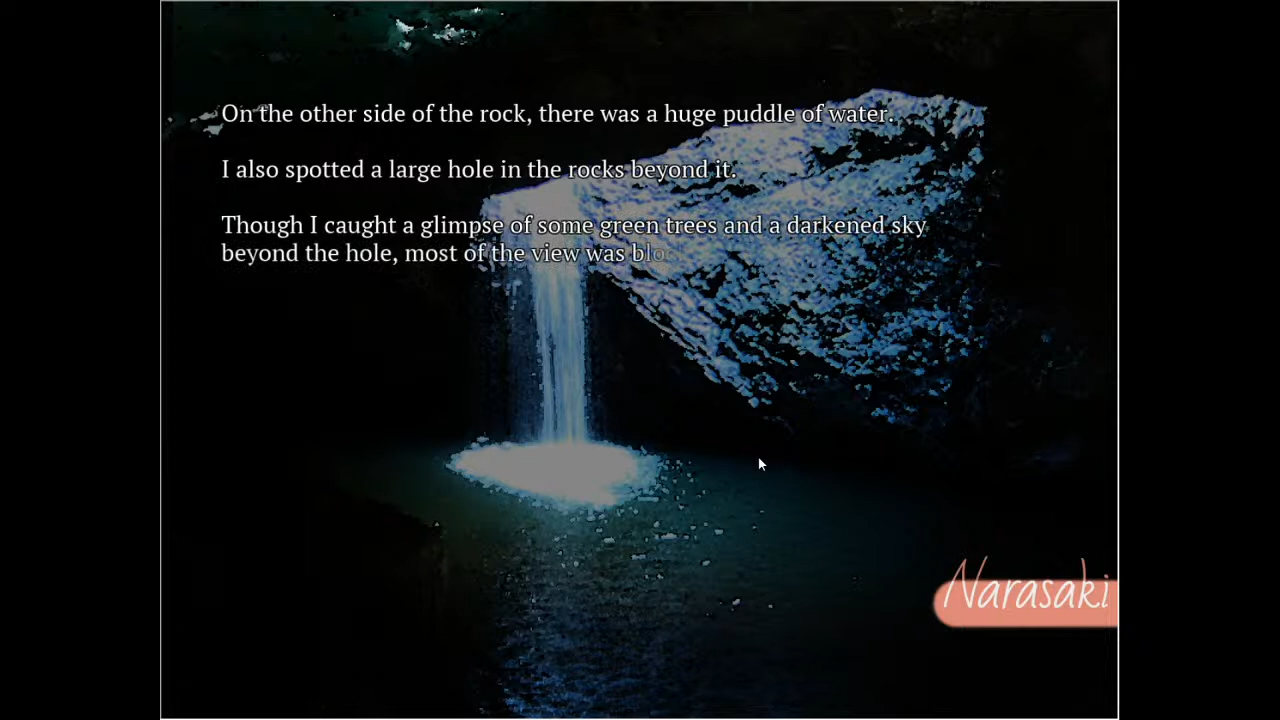 On the other side of the rock, there was a huge puddle of water.
I also spotted a large hole in the rocks beyond it.
Though I caught a glimpse of some green trees and a darkened sky
beyond the hole, most of the view was bloc
Narasaki